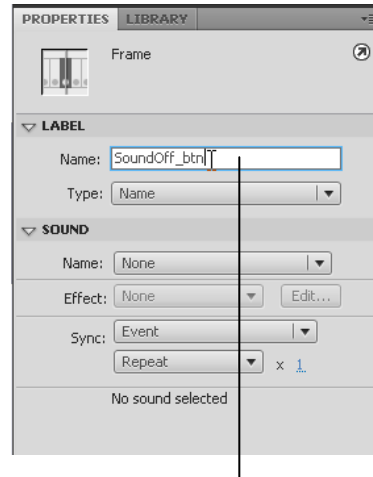 PROPERTIES LIBRARY
Frame
LABEL
Name: SoundOff_btn
Type: Name
SOUND
Name: None
Effect: None Edit...
Sync: Event
Repeat x 1
No sound selected